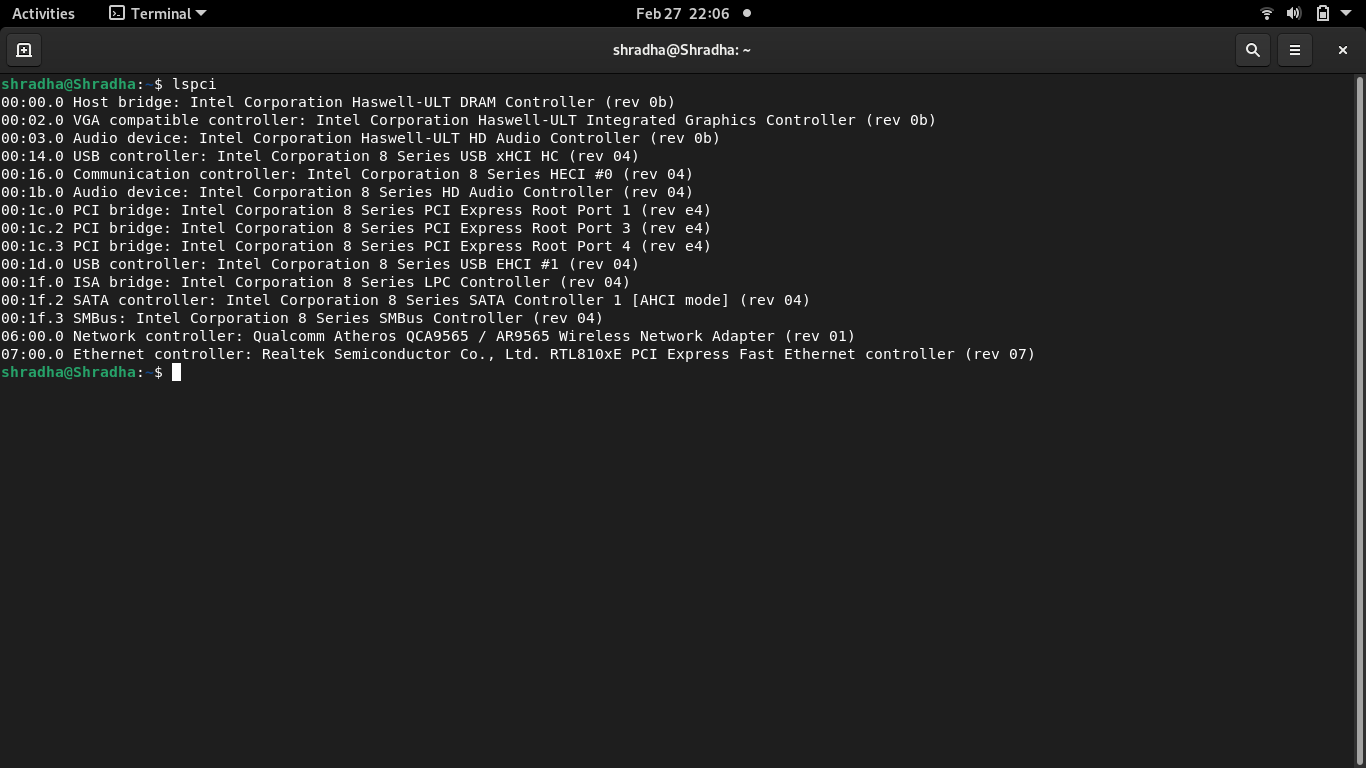 Activities Terminal Feb 27 22:06
shradha@Shradha: ~
shradha@Shradha:~$ lspci
00:00.0 Host bridge: Intel Corporation Haswell-ULT DRAM Controller (rev 0b)
00:02.0 VGA compatible controller: Intel Corporation Haswell-ULT Integrated Graphics Controller (rev 0b)
00:03.0 Audio device: Intel Corporation Haswell-ULT HD Audio Controller (rev 0b)
00:14.0 USB controller: Intel Corporation 8 Series USB xHCI HC (rev 04)
00:16.0 Communication controller: Intel Corporation 8 Series HECI #0 (rev 04)
00:1b.0 Audio device: Intel Corporation 8 Series HD Audio Controller (rev 04)
00:1c.0 PCI bridge: Intel Corporation 8 Series PCI Express Root Port 1 (rev e4)
00:1c.2 PCI bridge: Intel Corporation 8 Series PCI Express Root Port 3 (rev e4)
00:1c.3 PCI bridge: Intel Corporation 8 Series PCI Express Root Port 4 (rev e4)
00:1d.0 USB controller: Intel Corporation 8 Series USB EHCI #1 (rev 04)
00:1f.0 ISA bridge: Intel Corporation 8 Series LPC Controller (rev 04)
00:1f.2 SATA controller: Intel Corporation 8 Series SATA Controller 1 [AHCI mode] (rev 04)
00:1f.3 SMBus: Intel Corporation 8 Series SMBus Controller (rev 04)
06:00.0 Network controller: Qualcomm Atheros QCA9565 / AR9565 Wireless Network Adapter (rev 01)
07:00.0 Ethernet controller: Realtek Semiconductor Co., Ltd. RTL810xE PCI Express Fast Ethernet controller (rev 07)
shradha@Shradha:~$